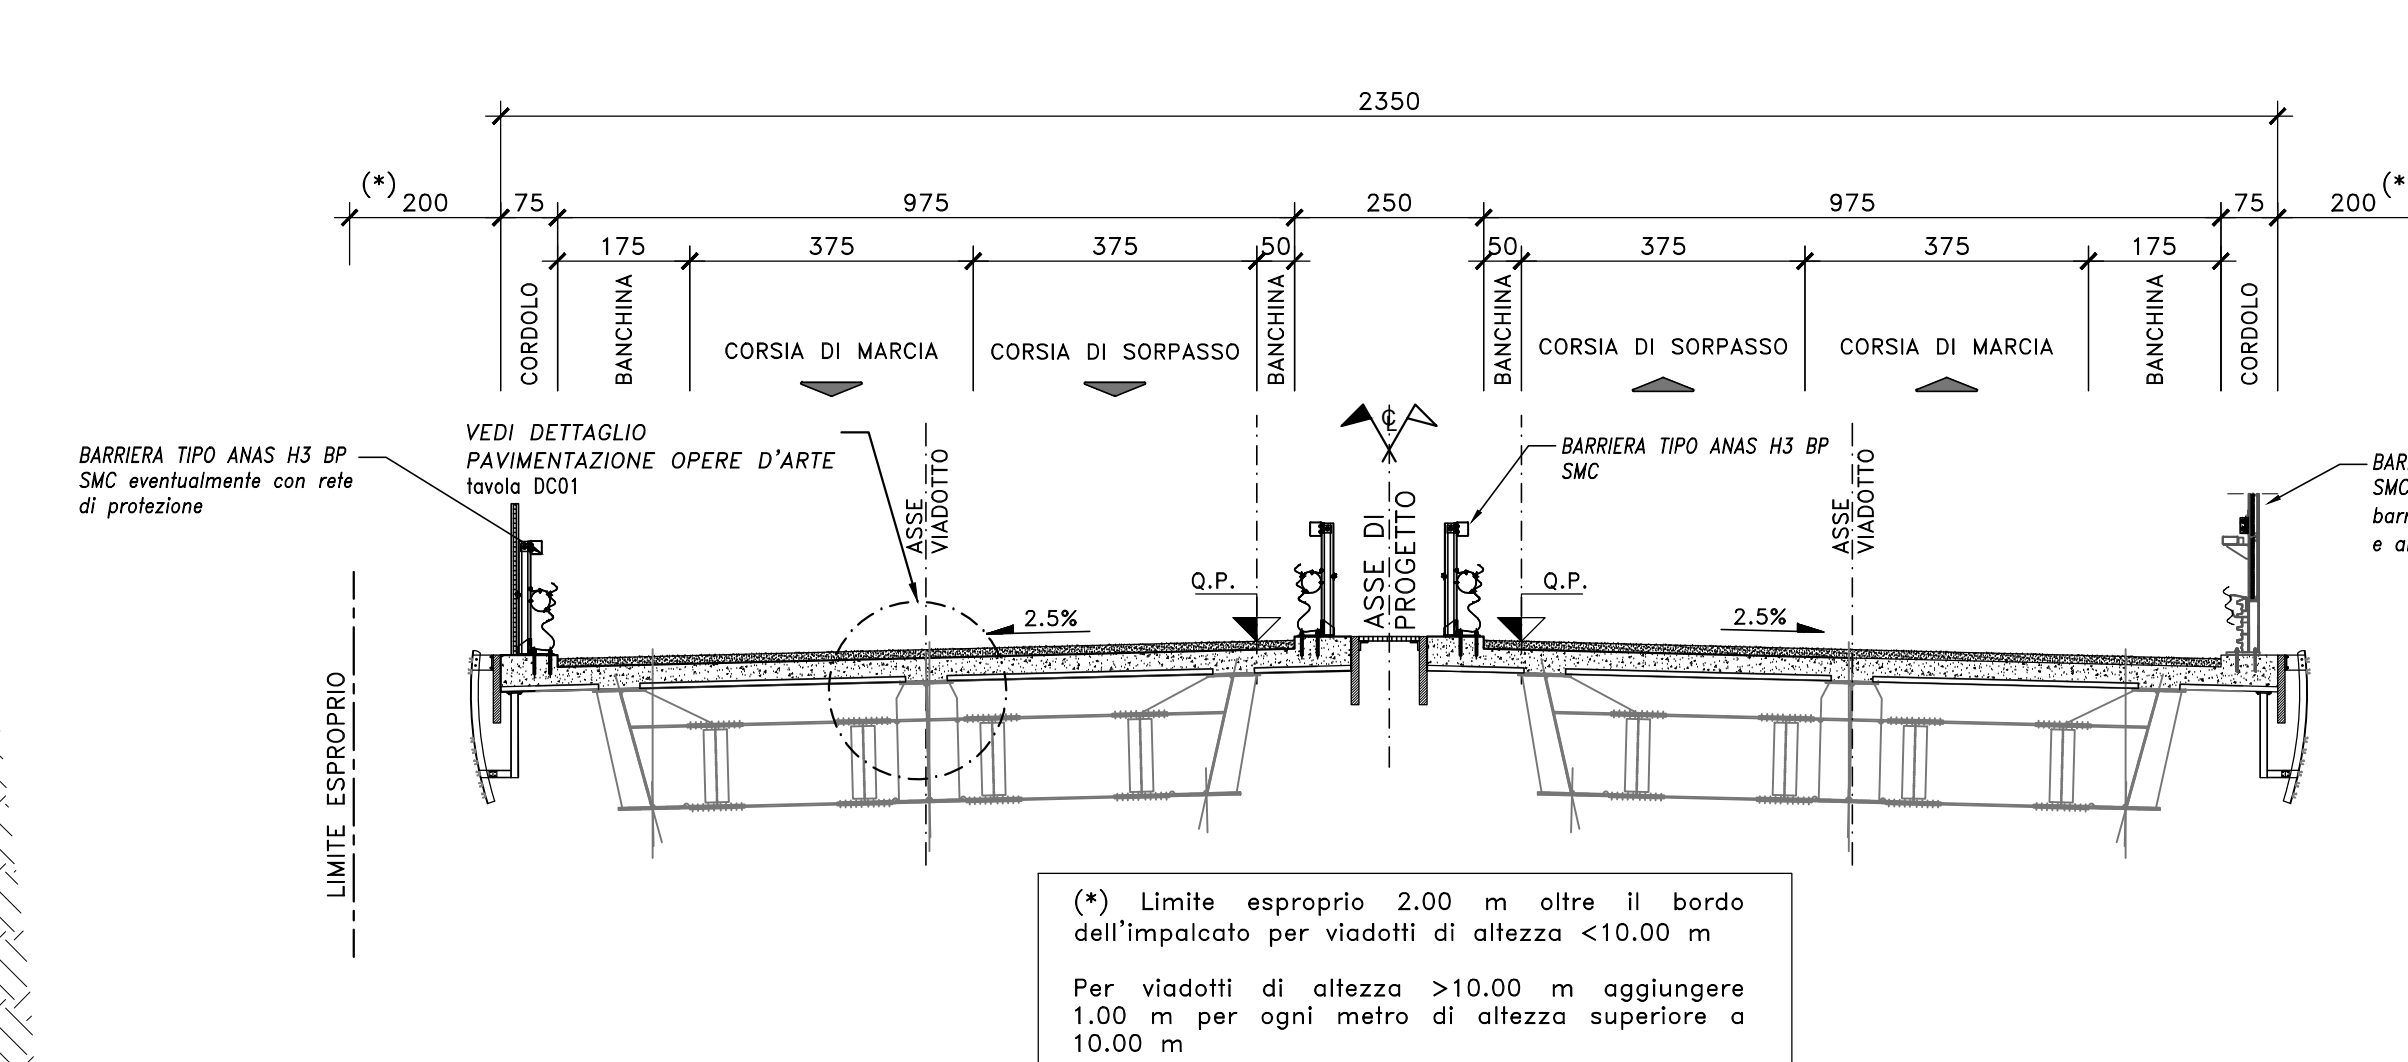 2350
(*)
200
75
975
250
975
75
200
(*
175
375
375
50
50
375
375
175
CORDOLO
BANCHINA
CORSIA DI MARCIA
CORSIA DI SORPASSO
BANCHINA
BANCHINA
CORSIA DI SORPASSO
CORSIA DI MARCIA
BANCHINA
CORDOLO
BARRIERA TIPO ANAS H3 BP
SMC eventualmente con rete
di protezione
VEDI DETTAGLIO
PAVIMENTAZIONE OPERE D'ARTE
tavola DC01
ASSE
VIADOTTO
℄
BARRIERA TIPO ANAS H3 BP
SMC
ASSE DI
PROGETTO
ASSE
VIADOTTO
BAR
SMC
barr
e a
Q.P.
Q.P.
2.5%
2.5%
LIMITE ESPROPRIO
(*) Limite esproprio 2.00 m oltre il bordo
dell'impalcato per viadotti di altezza <10.00 m
Per viadotti di altezza >10.00 m aggiungere
1.00 m per ogni metro di altezza superiore a
10.00 m